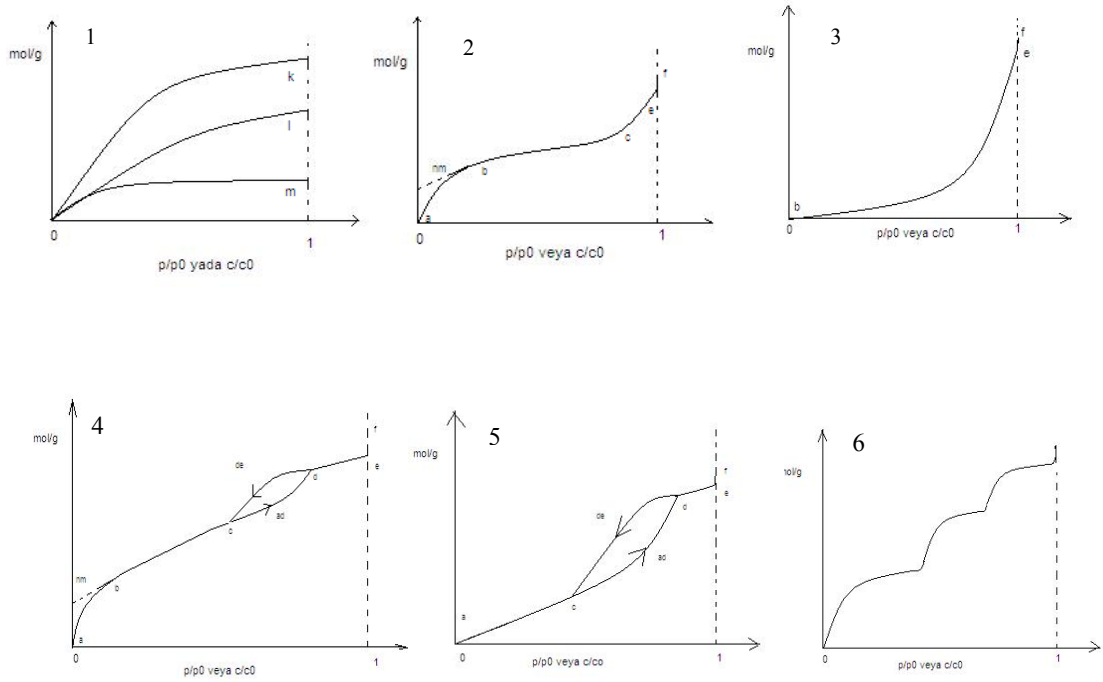 1
mol/g
k
l
m
0
1
p/p0 yada c/c0
2
mol/g
f
e
c
nm
b
a
0
1
p/p0 veya c/c0
3
mol/g
f
e
b
0
1
p/p0 veya c/c0
4
mol/g
f
de
d
e
ad
c
nm
b
a
0
1
p/p0 veya c/c0
5
mol/g
f
e
de
d
ad
c
a
0
1
p/p0 veya c/co
6
nol/g
0
1
p/p0 veya c/c0